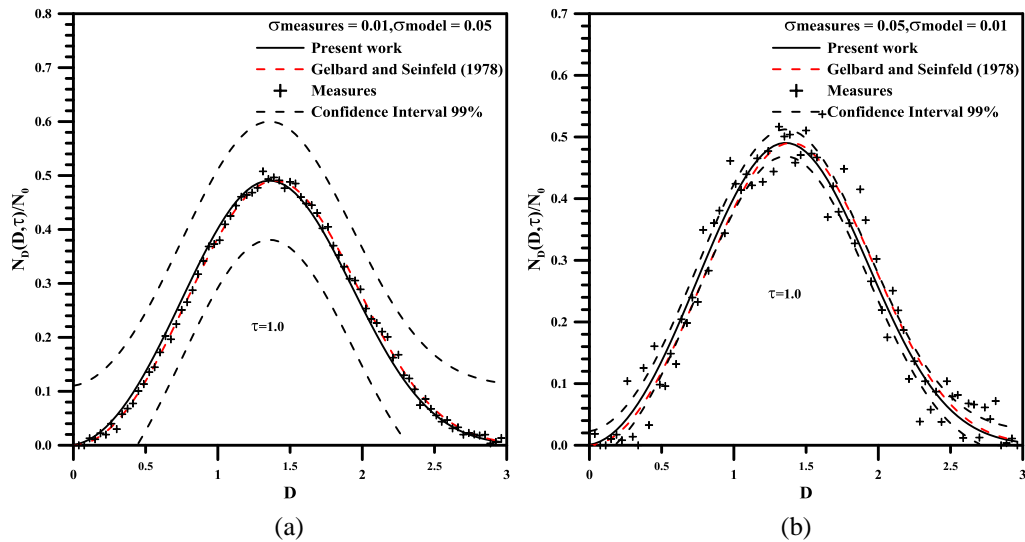 σmeasures = 0.01,σmodel = 0.05
Present work
Gelbard and Seinfeld (1978)
Measures
Confidence Interval 99%
0.8
0.7
0.6
0.5
0.4
0.3
0.2
0.1
0.0
N_D(D,τ)/N_0
τ=1.0
0 0.5 1 1.5 2 2.5 3
D
(a)
σmeasures = 0.05,σmodel = 0.01
Present work
Gelbard and Seinfeld (1978)
Measures
Confidence Interval 99%
0.7
0.6
0.5
0.4
0.3
0.2
0.1
0.0
N_D(D,τ)/N_0
τ=1.0
0 0.5 1 1.5 2 2.5 3
D
(b)